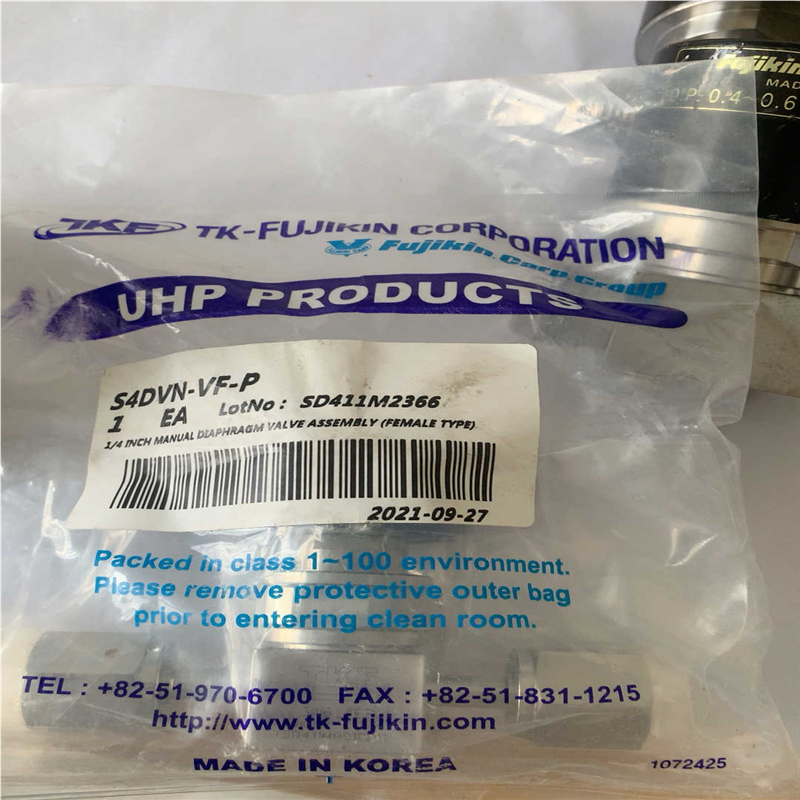 Fujikin
MAD
O.P. 0.4~0.6
TKF TK-FUJIKIN CORPORATION
Fujikin Carp Group
UHP PRODUCTS
S4DVN-VF-P
1 EA LotNo : SD411M2366
1/4 INCH MANUAL DIAPHRAGM VALVE ASSEMBLY (FEMALE TYPE)
2021-09-27
Packed in class 1~100 environment.
Please remove protective outer bag
prior to entering clean room.
TEL : +82-51-970-6700 FAX : +82-51-831-1215
http://www.tk-fujikin.com
MADE IN KOREA
1072425